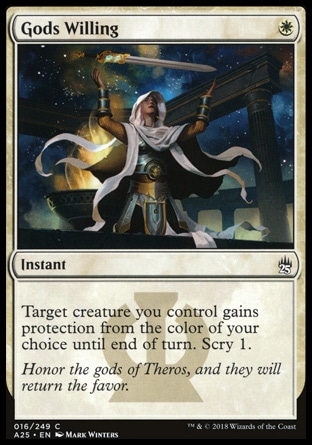 Gods Willing
Instant
25
Target creature you control gains
protection from the color of your
choice until end of turn. Scry 1.
Honor the gods of Theros, and they will
return the favor.
016/249 C
A25 • EN Mark Winters
™ & © 2018 Wizards of the Coast